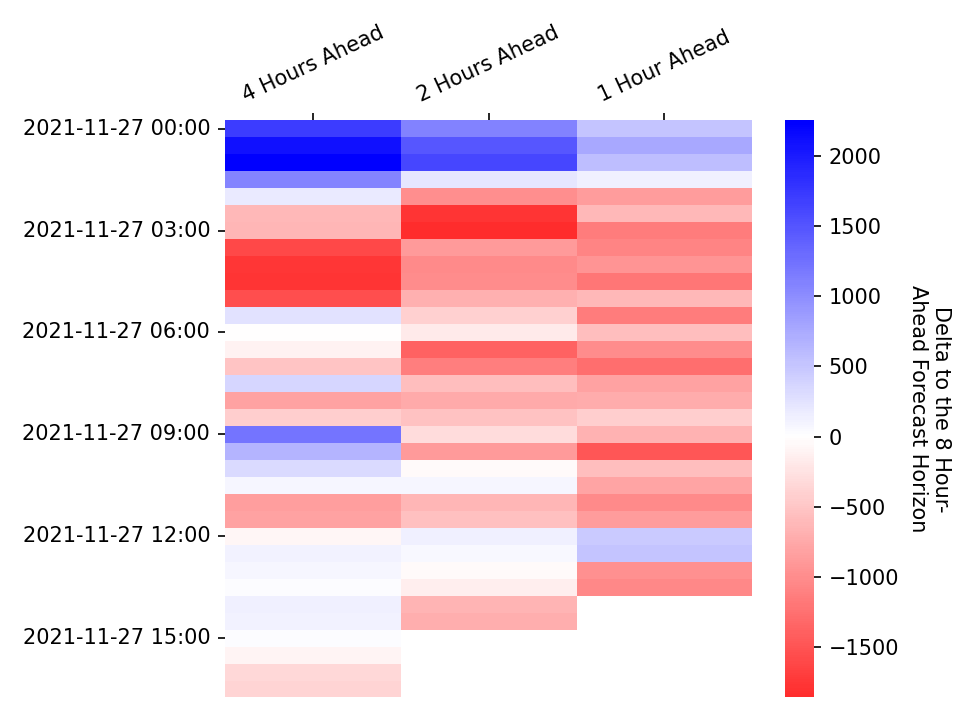 4 Hours Ahead
2 Hours Ahead
1 Hour Ahead
2021-11-27 00:00
2021-11-27 03:00
2021-11-27 06:00
2021-11-27 09:00
2021-11-27 12:00
2021-11-27 15:00
2000
1500
1000
500
0
−500
−1000
−1500
Delta to the 8 Hour-
Ahead Forecast Horizon